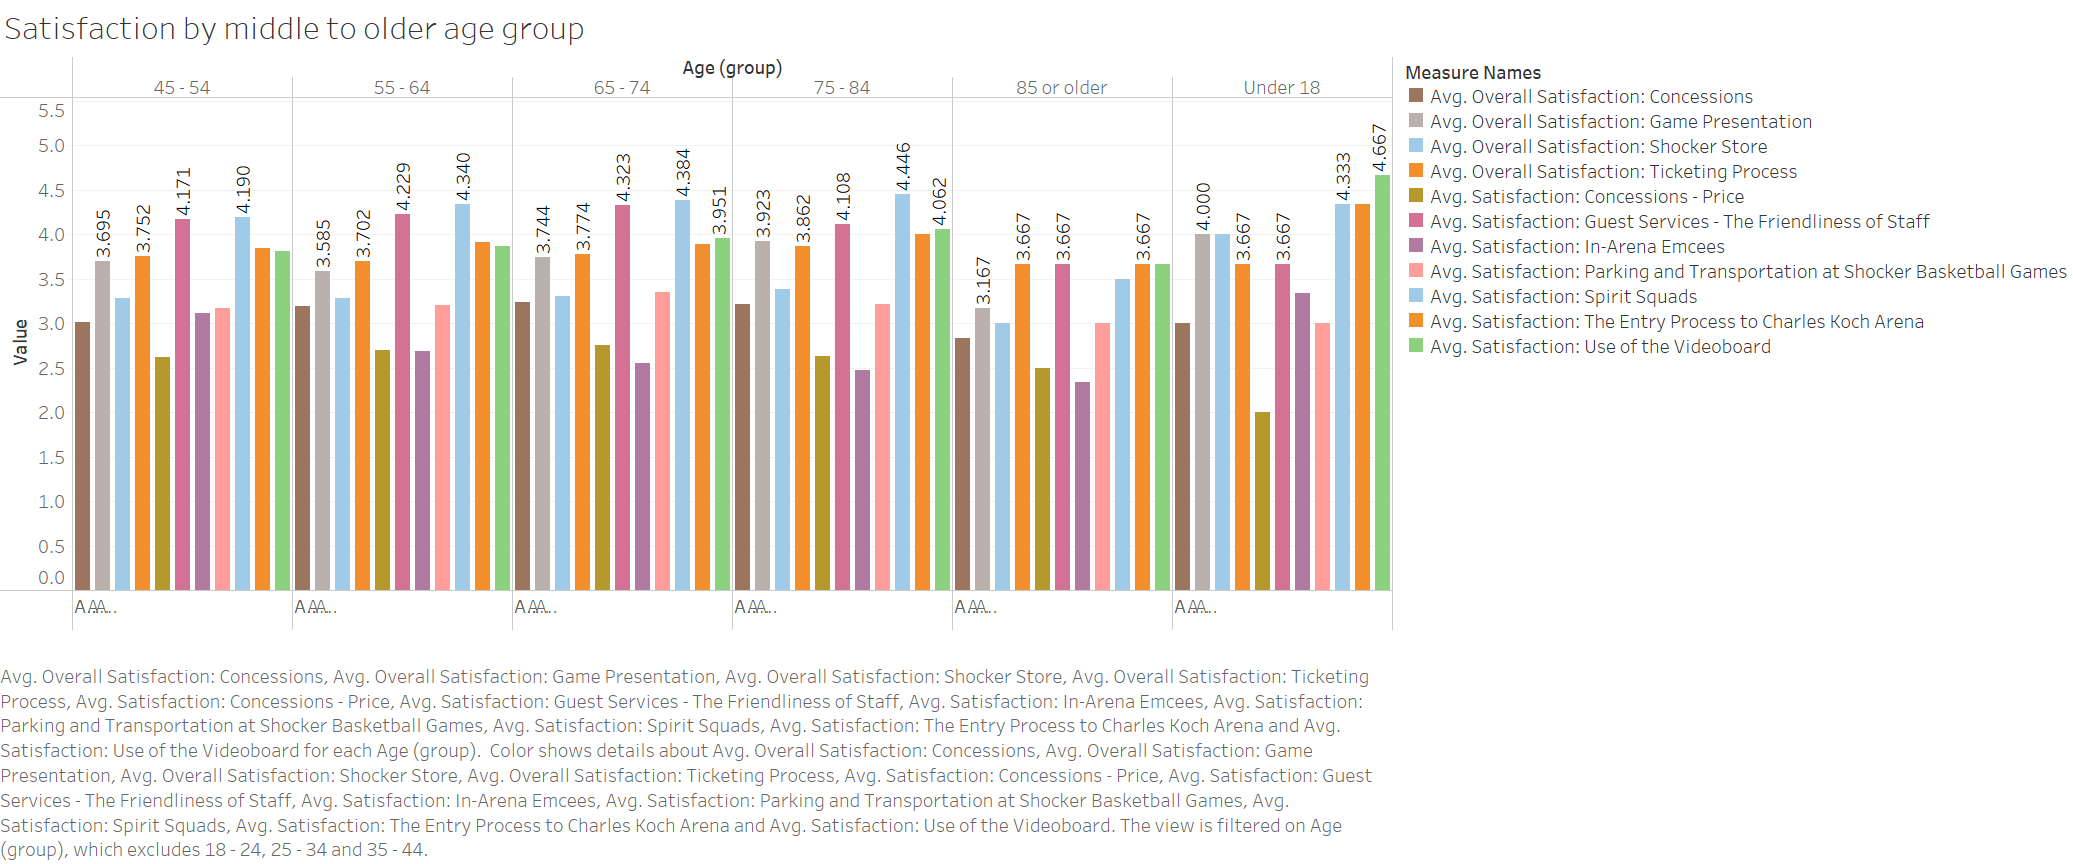 Satisfaction by middle to older age group
Age (group)
45 - 54
55 - 64
65 - 74
75 - 84
85 or older
Under 18
Value
5.5
5.0
4.5
4.0
3.5
3.0
2.5
2.0
1.5
1.0
0.5
0.0
3.695
3.752
4.171
4.190
3.585
3.702
4.229
4.340
3.744
3.774
4.323
4.384
3.951
3.923
3.862
4.108
4.446
4.062
3.167
3.667
3.667
3.667
4.000
3.667
3.667
4.333
4.667
Measure Names
Avg. Overall Satisfaction: Concessions
Avg. Overall Satisfaction: Game Presentation
Avg. Overall Satisfaction: Shocker Store
Avg. Overall Satisfaction: Ticketing Process
Avg. Satisfaction: Concessions - Price
Avg. Satisfaction: Guest Services - The Friendliness of Staff
Avg. Satisfaction: In-Arena Emcees
Avg. Satisfaction: Parking and Transportation at Shocker Basketball Games
Avg. Satisfaction: Spirit Squads
Avg. Satisfaction: The Entry Process to Charles Koch Arena
Avg. Satisfaction: Use of the Videoboard
Avg. Overall Satisfaction: Concessions, Avg. Overall Satisfaction: Game Presentation, Avg. Overall Satisfaction: Shocker Store, Avg. Overall Satisfaction: Ticketing
Process, Avg. Satisfaction: Concessions - Price, Avg. Satisfaction: Guest Services - The Friendliness of Staff, Avg. Satisfaction: In-Arena Emcees, Avg. Satisfaction:
Parking and Transportation at Shocker Basketball Games, Avg. Satisfaction: Spirit Squads, Avg. Satisfaction: The Entry Process to Charles Koch Arena and Avg.
Satisfaction: Use of the Videoboard for each Age (group).  Color shows details about Avg. Overall Satisfaction: Concessions, Avg. Overall Satisfaction: Game
Presentation, Avg. Overall Satisfaction: Shocker Store, Avg. Overall Satisfaction: Ticketing Process, Avg. Satisfaction: Concessions - Price, Avg. Satisfaction: Guest
Services - The Friendliness of Staff, Avg. Satisfaction: In-Arena Emcees, Avg. Satisfaction: Parking and Transportation at Shocker Basketball Games, Avg.
Satisfaction: Spirit Squads, Avg. Satisfaction: The Entry Process to Charles Koch Arena and Avg. Satisfaction: Use of the Videoboard. The view is filtered on Age
(group), which excludes 18 - 24, 25 - 34 and 35 - 44.